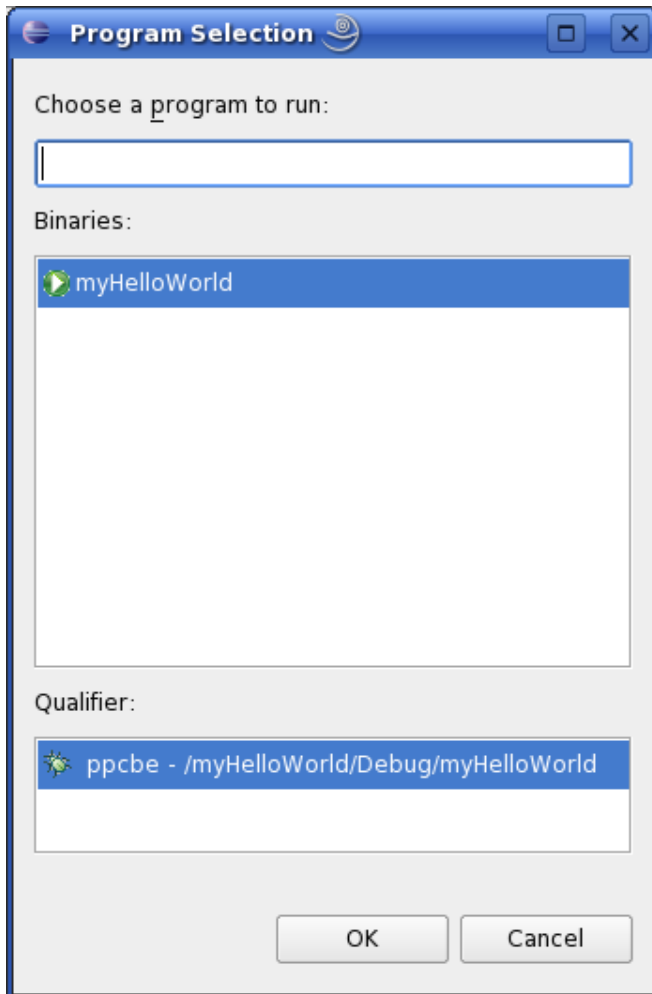 Program Selection
Choose a program to run:
Binaries:
myHelloWorld
Qualifier:
ppcbe - /myHelloWorld/Debug/myHelloWorld
OK
Cancel